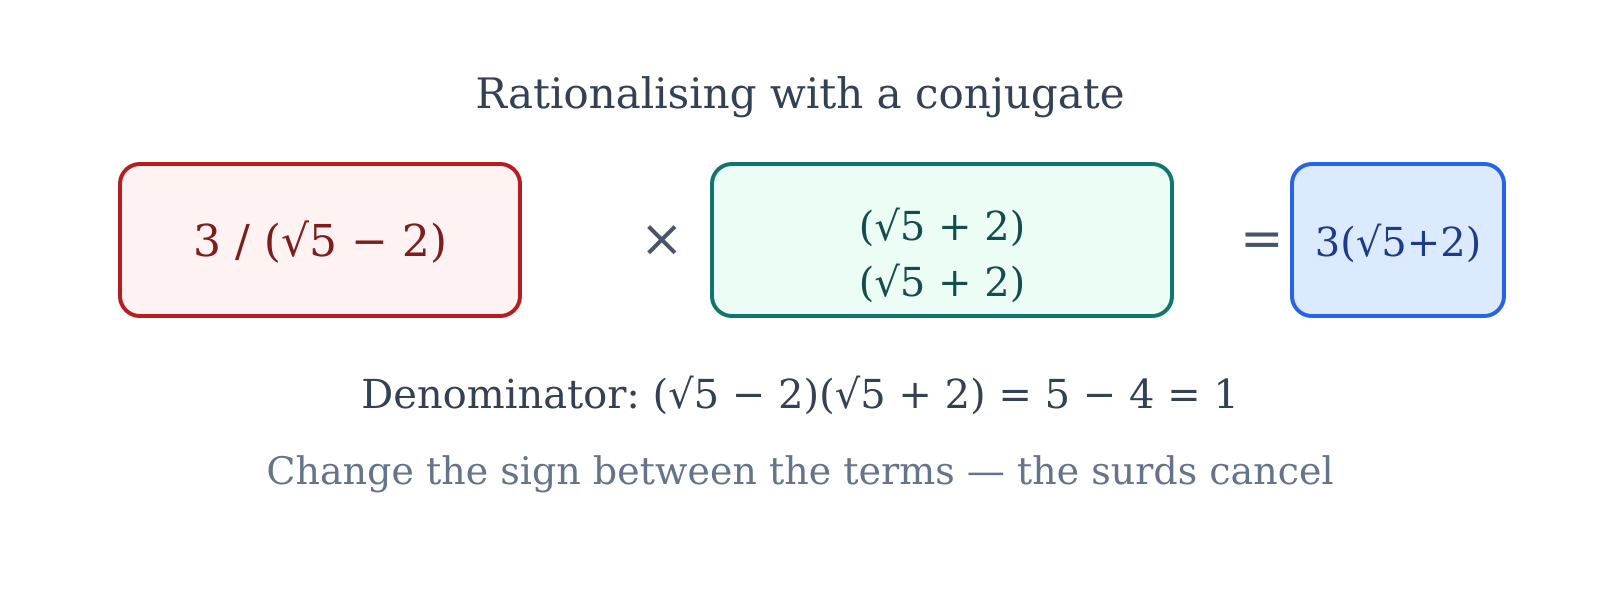 Rationalising with a conjugate
3 / (√5 − 2)
×
(√5 + 2)
(√5 + 2)
=
3(√5+2)
Denominator: (√5 − 2)(√5 + 2) = 5 − 4 = 1
Change the sign between the terms — the surds cancel